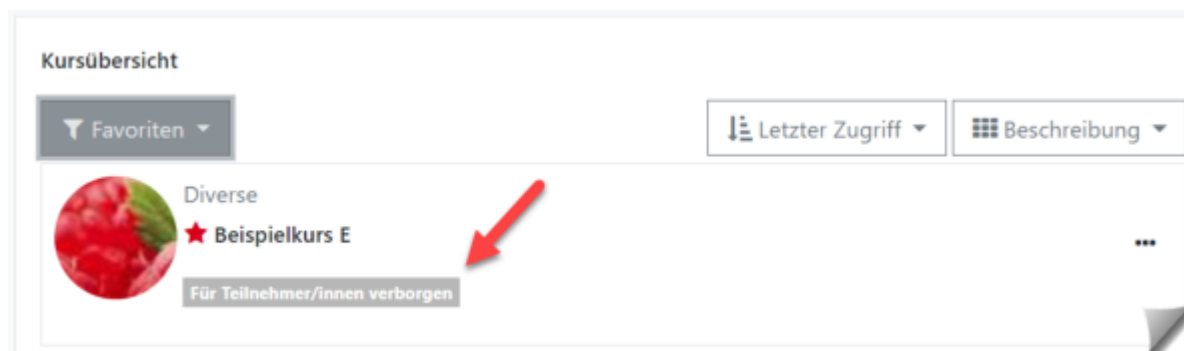 Kursübersicht
Favoriten
Letzter Zugriff
Beschreibung
Diverse
Beispielkurs E
Für Teilnehmer/innen verborgen